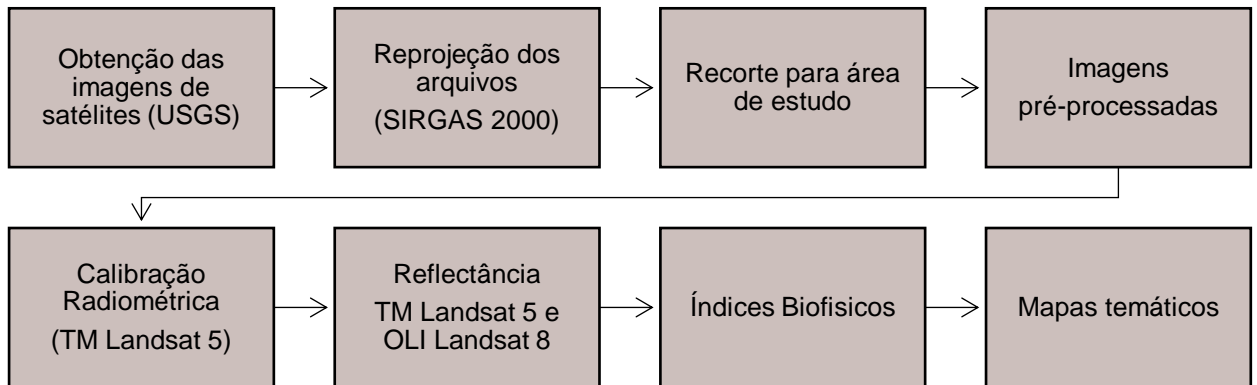 Obtenção das
imagens de
satélites (USGS)
Reprojeção dos
arquivos
(SIRGAS 2000)
Recorte para área
de estudo
Imagens
pré-processadas
Calibração
Radiométrica
(TM Landsat 5)
Reflectância
TM Landsat 5 e
OLI Landsat 8
Índices Biofisicos
Mapas temáticos